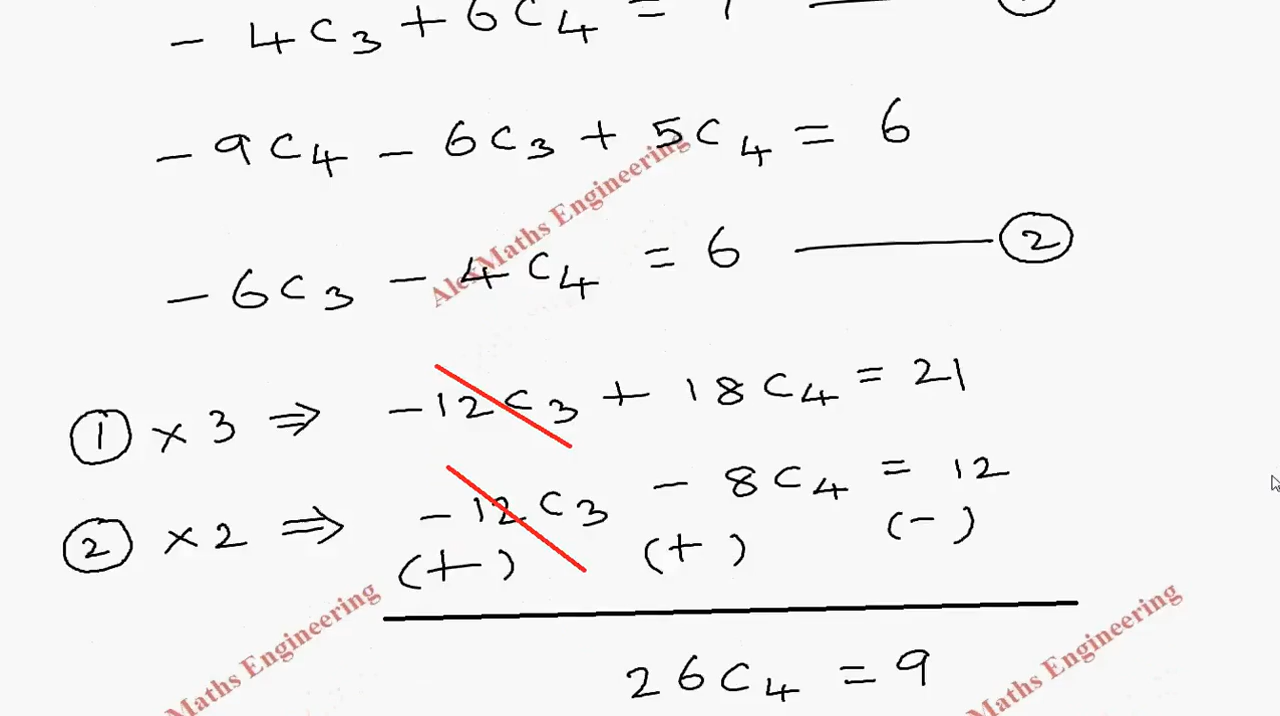 - 4C₃ + 6C₄ = 7
- 9C₄ - 6C₃ + 5C₄ = 6
- 6C₃ - 4C₄ = 6 ——— ②
① × 3 ⇒ -12C₃ + 18C₄ = 21
② × 2 ⇒ -12C₃ - 8C₄ = 12
(+) (+) (-)
26C₄ = 9
Alex Maths Engineering
Maths Engineering
Maths Engineering